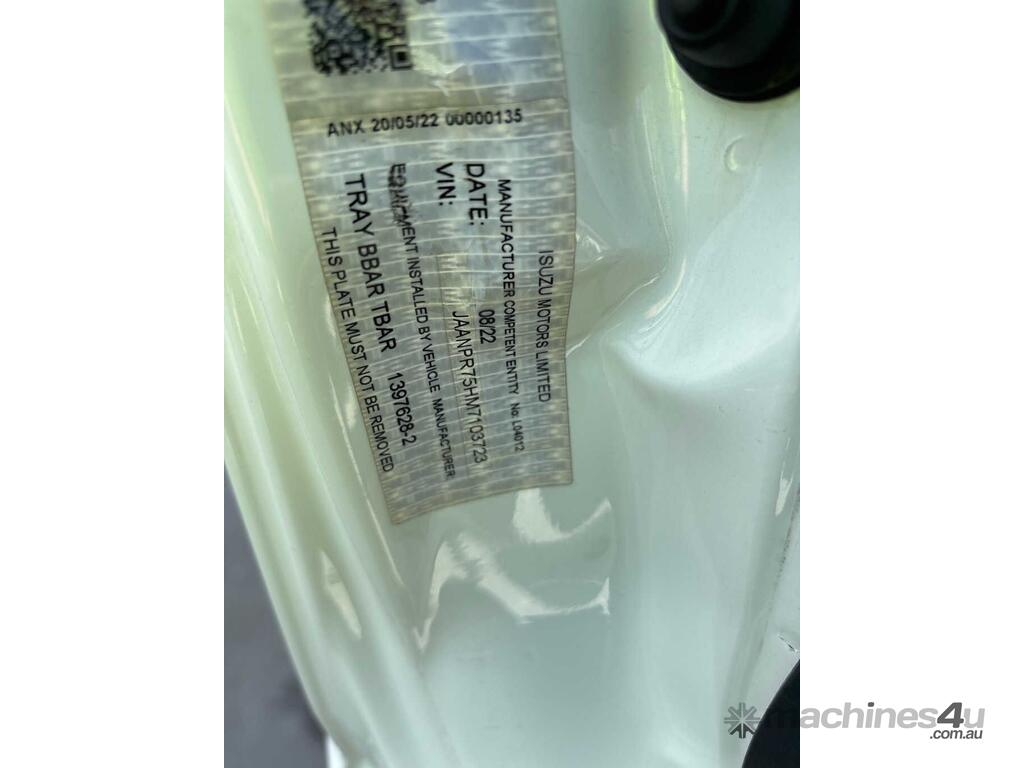 ANX 20/05/22 00000135
ISUZU MOTORS LIMITED
MANUFACTURER COMPETENT ENTITY No: L04012
DATE: 08/22
VIN: JAANPR75HM7103723
EQUIPMENT INSTALLED BY VEHICLE MANUFACTURER:
TRAY BBAR TBAR 1397628-2
THIS PLATE MUST NOT BE REMOVED
machines4u
.com.au